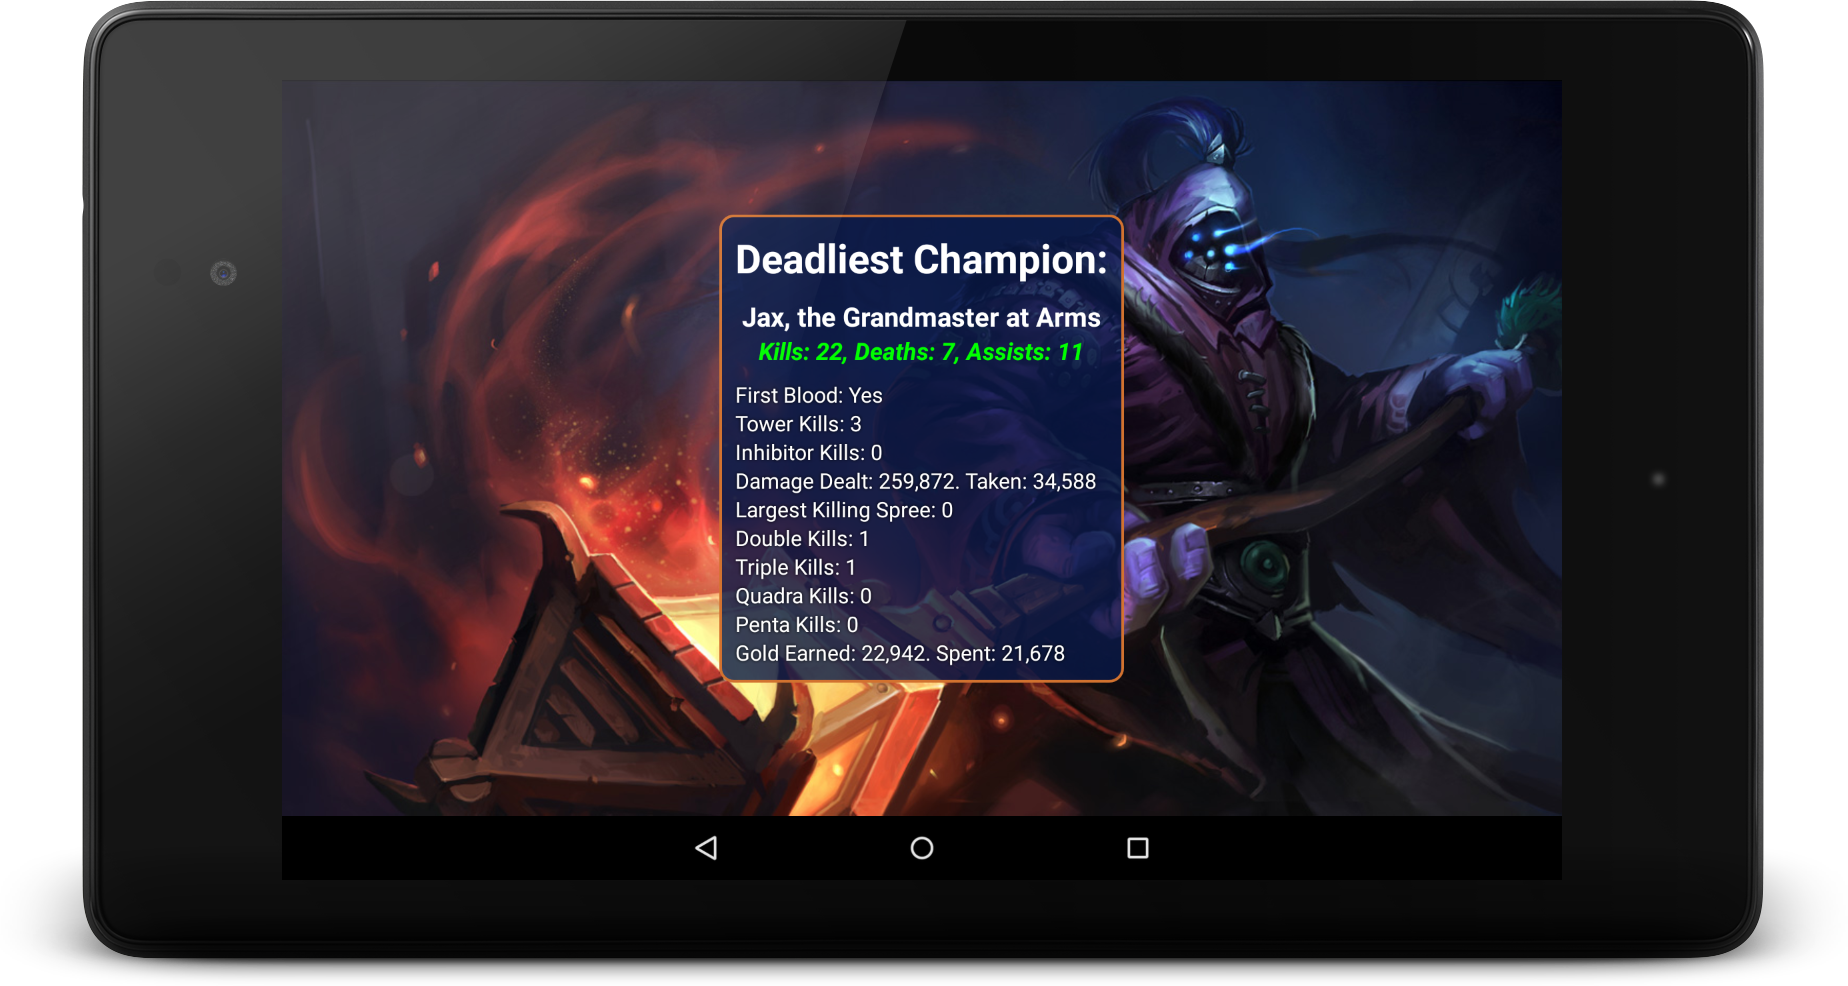 Deadliest Champion:
Jax, the Grandmaster at Arms
Kills: 22, Deaths: 7, Assists: 11
First Blood: Yes
Tower Kills: 3
Inhibitor Kills: 0
Damage Dealt: 259,872. Taken: 34,588
Largest Killing Spree: 0
Double Kills: 1
Triple Kills: 1
Quadra Kills: 0
Penta Kills: 0
Gold Earned: 22,942. Spent: 21,678